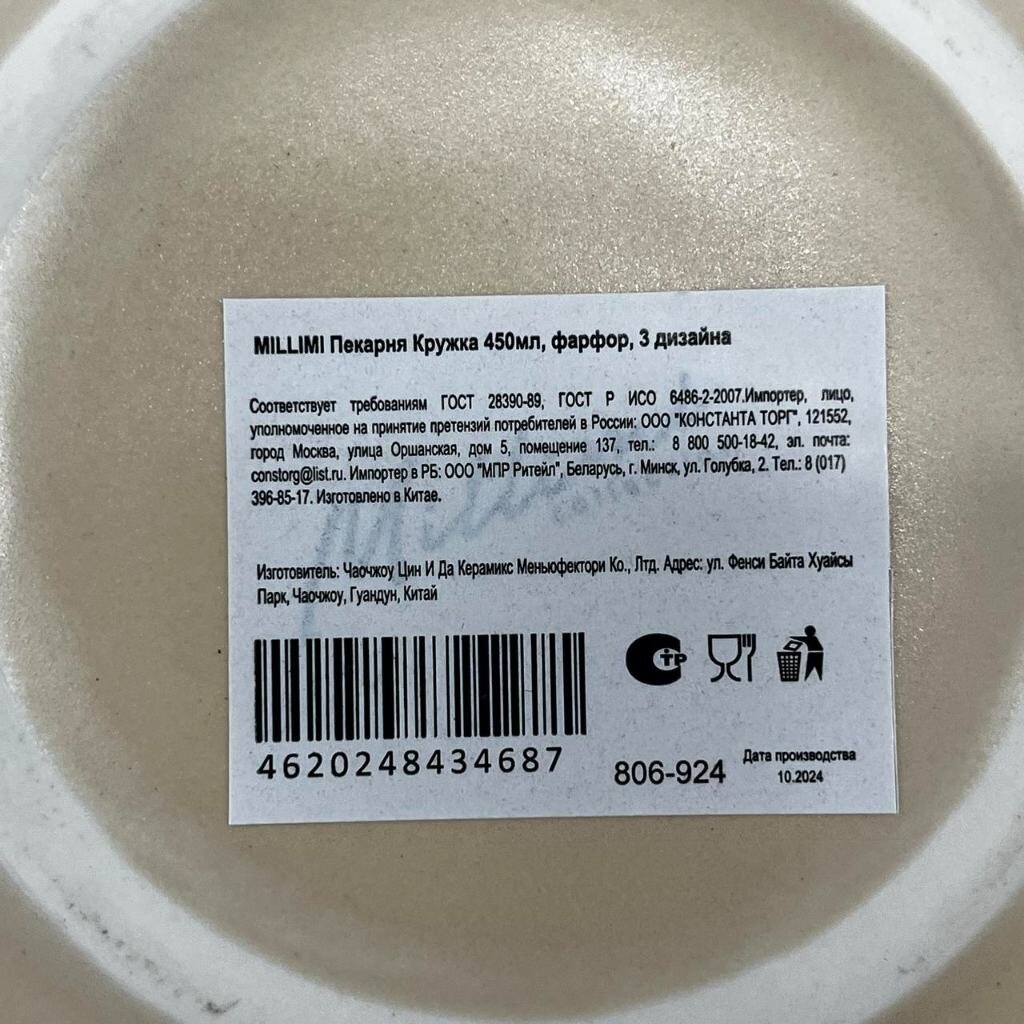 MILLIMI Пекарня Кружка 450мл, фарфор, 3 дизайна
Соответствует требованиям ГОСТ 28390-89, ГОСТ Р ИСО 6486-2-2007.Импортер, лицо,
уполномоченное на принятие претензий потребителей в России: ООО "КОНСТАНТА ТОРГ", 121552,
город Москва, улица Оршанская, дом 5, помещение 137, тел.: 8 800 500-18-42, эл. почта:
constorg@list.ru. Импортер в РБ: ООО "МПР Ритейл", Беларусь, г. Минск, ул. Голубка, 2. Тел.: 8 (017)
396-85-17. Изготовлено в Китае.
Изготовитель: Чаочжоу Цин И Да Керамикс Меньюфектори Ко., Лтд. Адрес: ул. Фенси Байта Хуайсы
Парк, Чаочжоу, Гуандун, Китай
4620248434687
806-924
Дата производства
10.2024